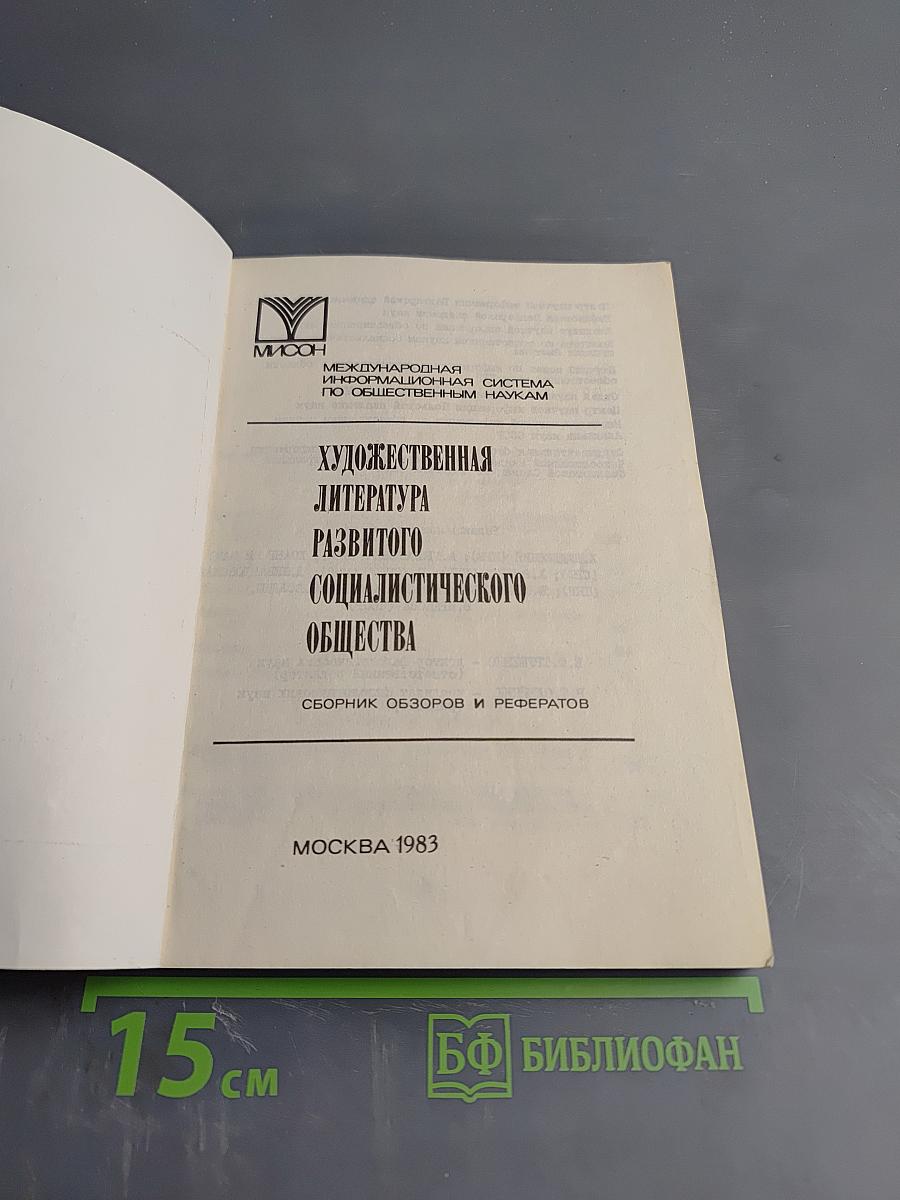 МИСОН
МЕЖДУНАРОДНАЯ
ИНФОРМАЦИОННАЯ СИСТЕМА
ПО ОБЩЕСТВЕННЫМ НАУКАМ
ХУДОЖЕСТВЕННАЯ
ЛИТЕРАТУРА
РАЗВИТОГО
СОЦИАЛИСТИЧЕСКОГО
ОБЩЕСТВА
СБОРНИК ОБЗОРОВ И РЕФЕРАТОВ
МОСКВА 1983
15 см
БФ БИБЛИОФАН